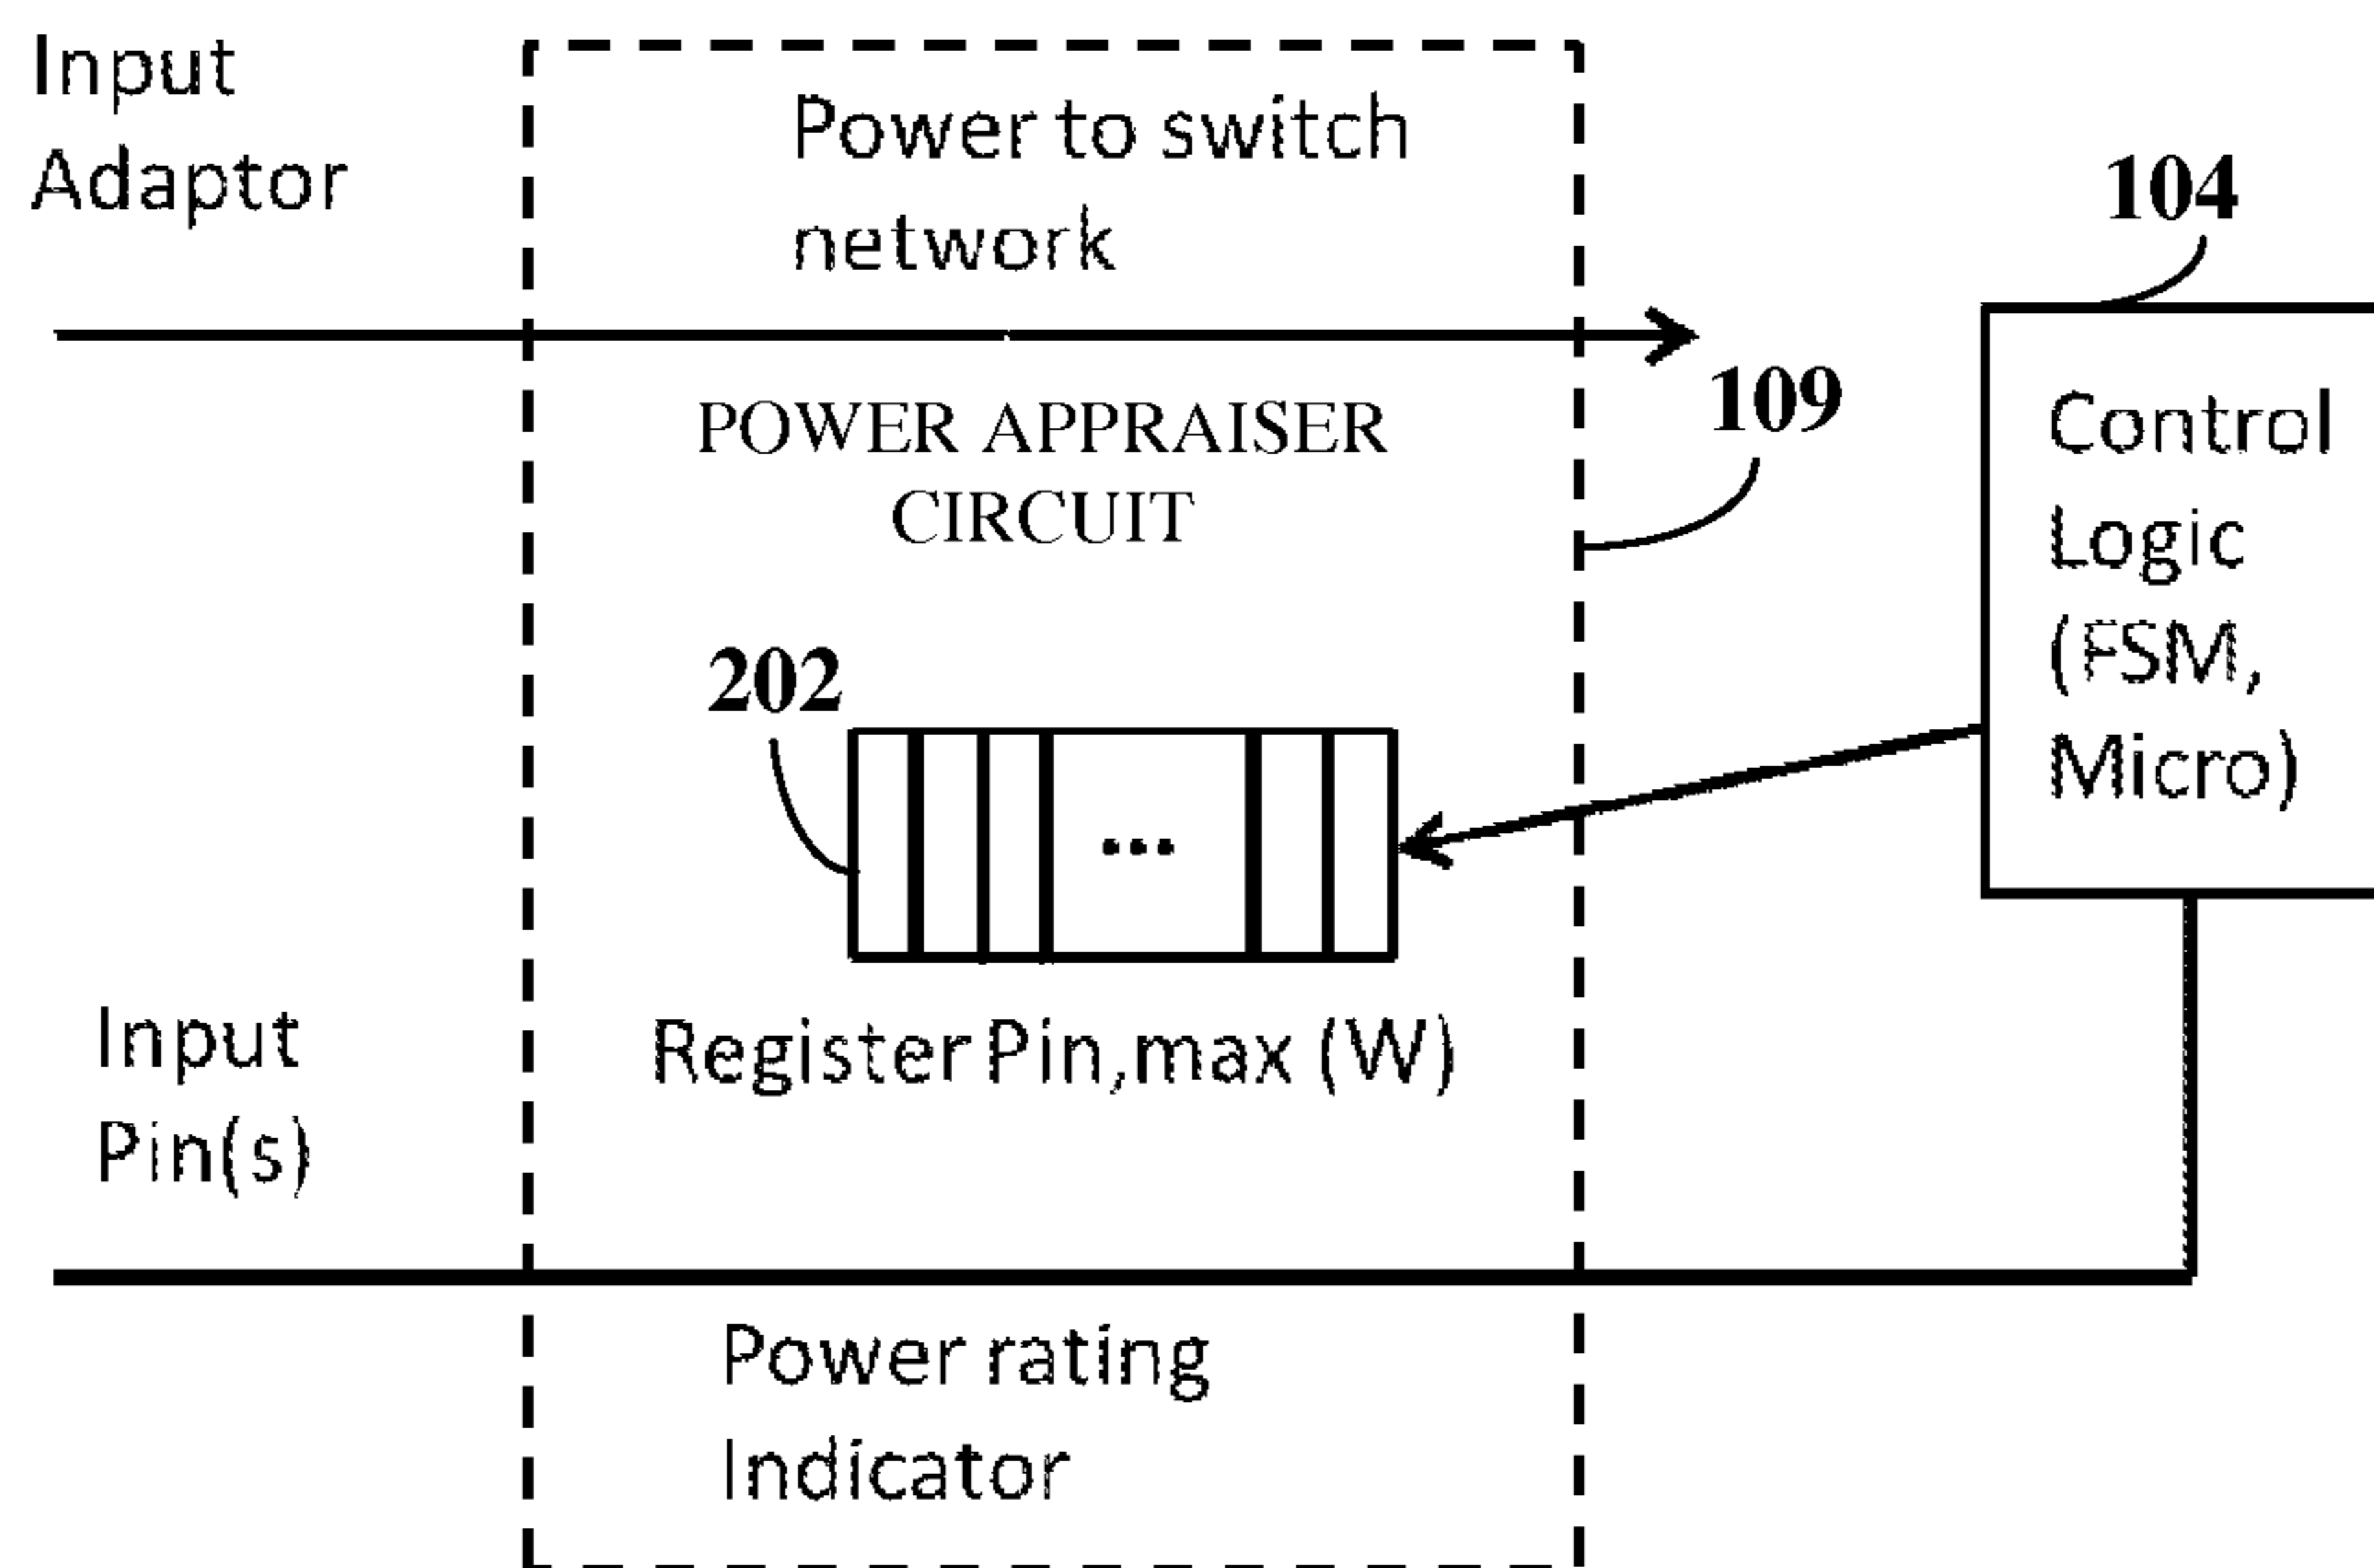 Input
Adaptor
Power to switch
network
104
109
POWER APPRAISER
CIRCUIT
Control
Logic
(FSM,
Micro)
202
...
Register Pin,max (W)
Input
Pin(s)
Power rating
Indicator